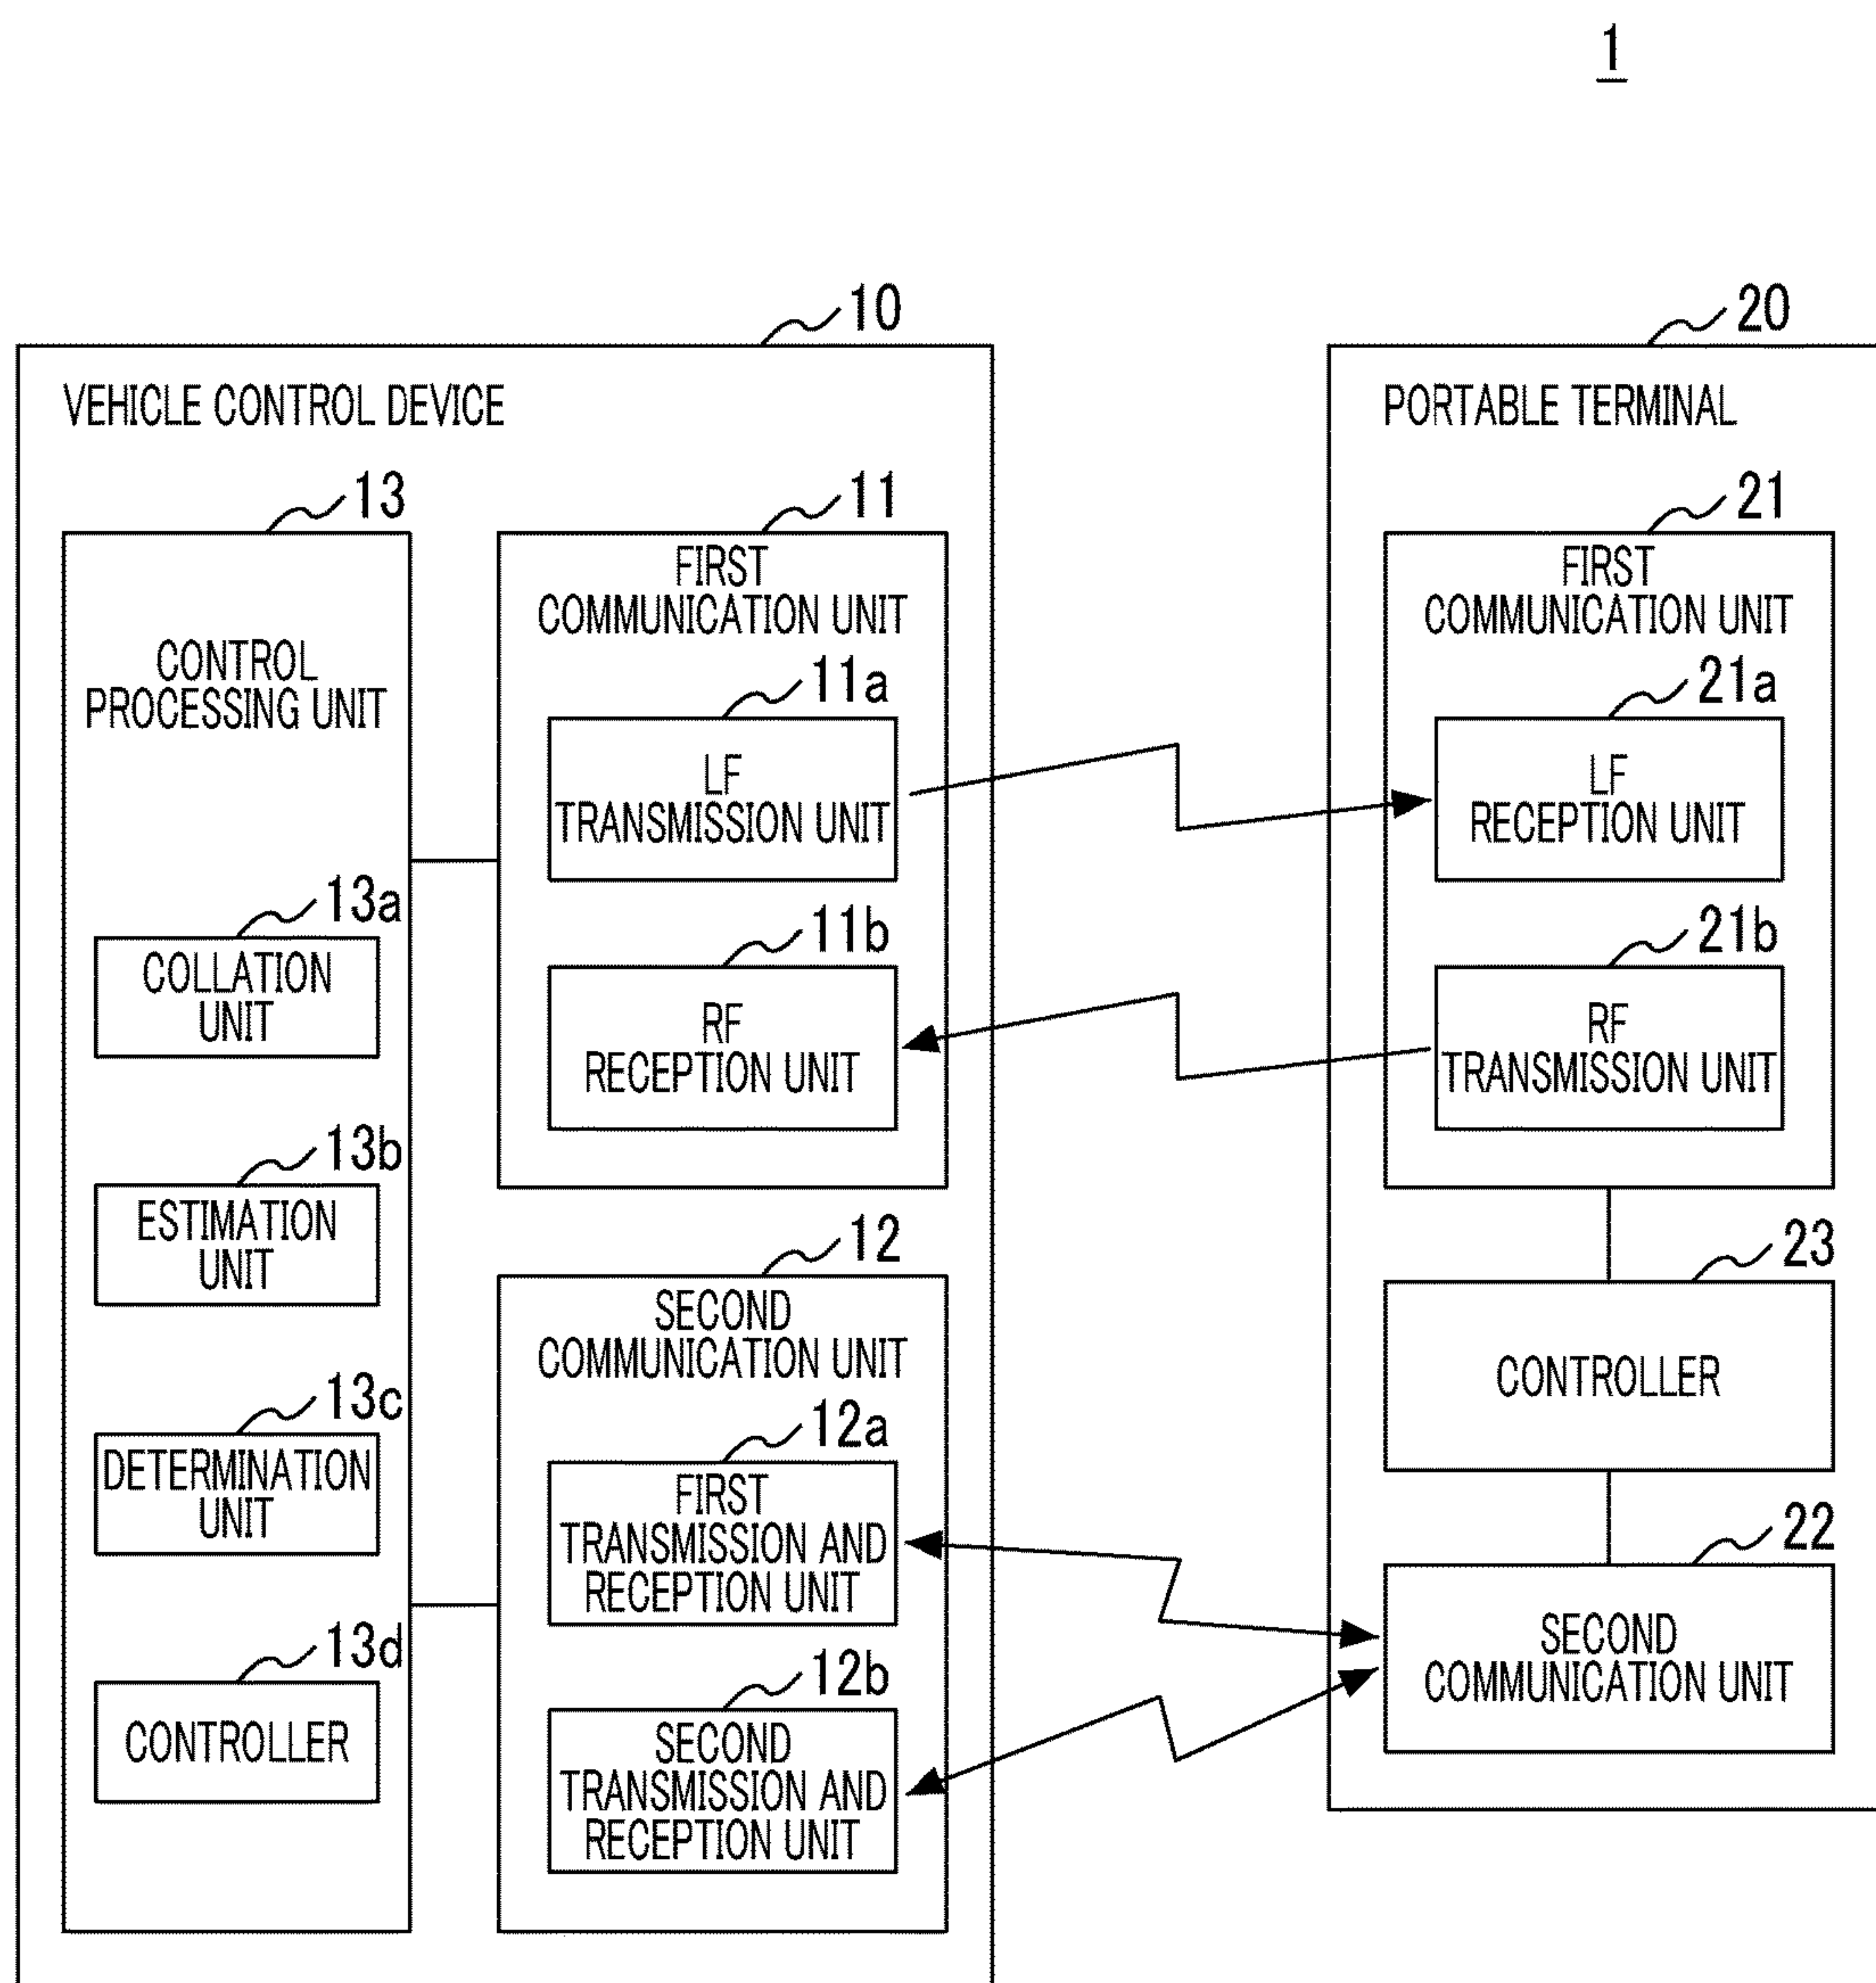 1
10
VEHICLE CONTROL DEVICE
13
CONTROL
PROCESSING UNIT
13a
COLLATION
UNIT
13b
ESTIMATION
UNIT
13c
DETERMINATION
UNIT
13d
CONTROLLER
11
FIRST
COMMUNICATION UNIT
11a
LF
TRANSMISSION UNIT
11b
RF
RECEPTION UNIT
12
SECOND
COMMUNICATION UNIT
12a
FIRST
TRANSMISSION AND
RECEPTION UNIT
12b
SECOND
TRANSMISSION AND
RECEPTION UNIT
20
PORTABLE TERMINAL
21
FIRST
COMMUNICATION UNIT
21a
LF
RECEPTION UNIT
21b
RF
TRANSMISSION UNIT
23
CONTROLLER
22
SECOND
COMMUNICATION UNIT